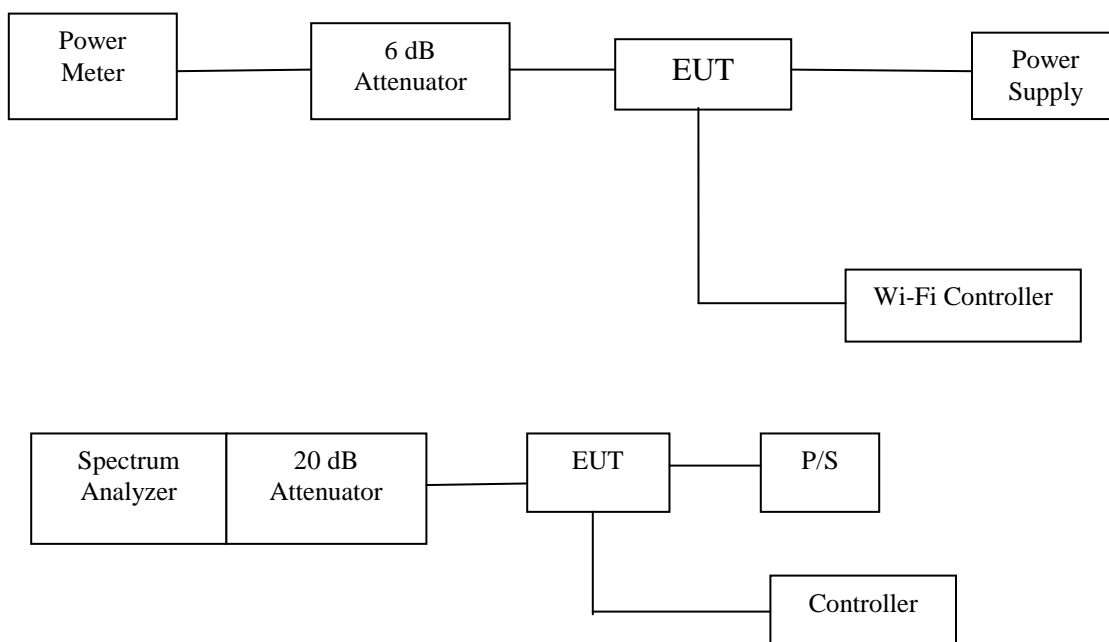 Power
Meter
6 dB
Attenuator
EUT
Power
Supply
Wi-Fi Controller
Spectrum
Analyzer
20 dB
Attenuator
EUT
P/S
Controller